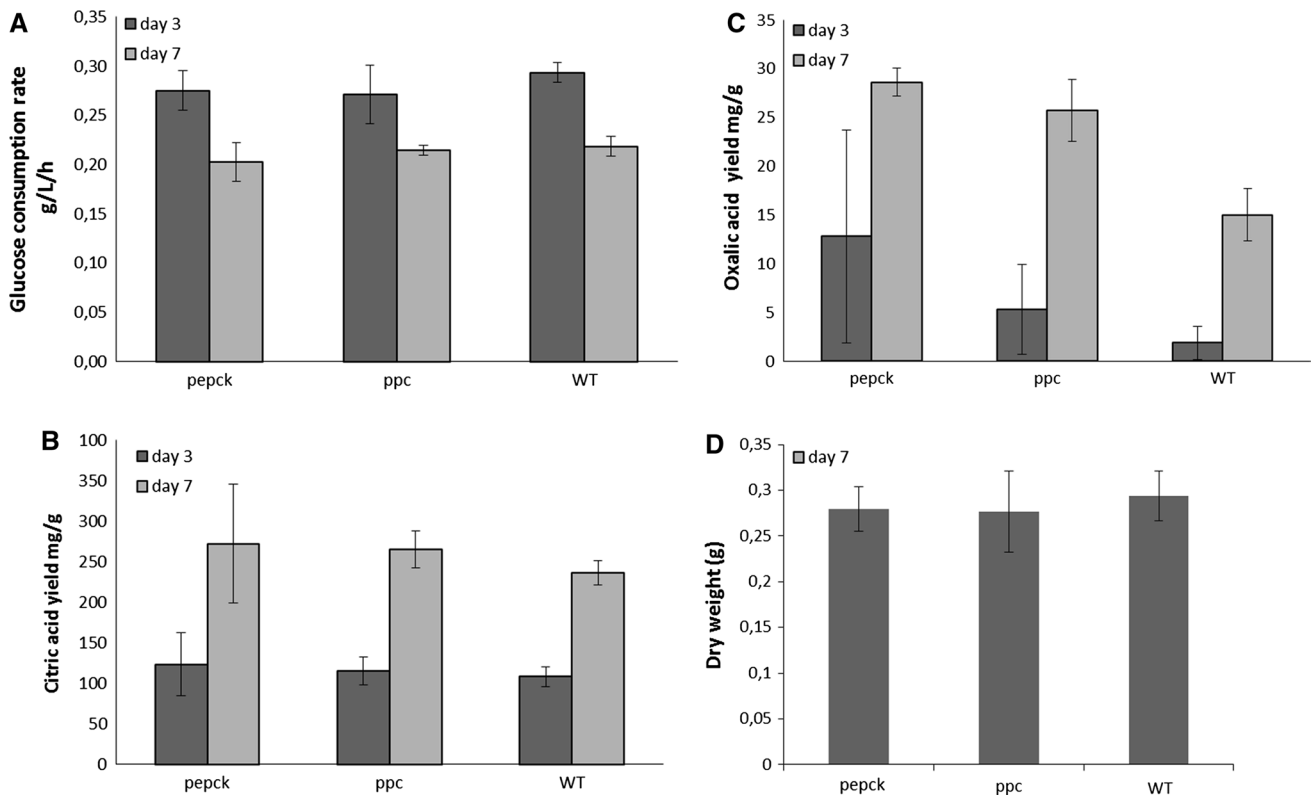 A
Glucose consumption rate
g/L/h
day 3
day 7
0,35
0,30
0,25
0,20
0,15
0,10
0,05
0,00
pepck ppc WT
C
Oxalic acid yield mg/g
day 3
day 7
35
30
25
20
15
10
5
0
pepck ppc WT
B
Citric acid yield mg/g
day 3
day 7
100
350
300
250
200
150
100
50
0
pepck ppc WT
D
Dry weight (g)
day 7
0,35
0,3
0,25
0,2
0,15
0,1
0,05
0
pepck ppc WT